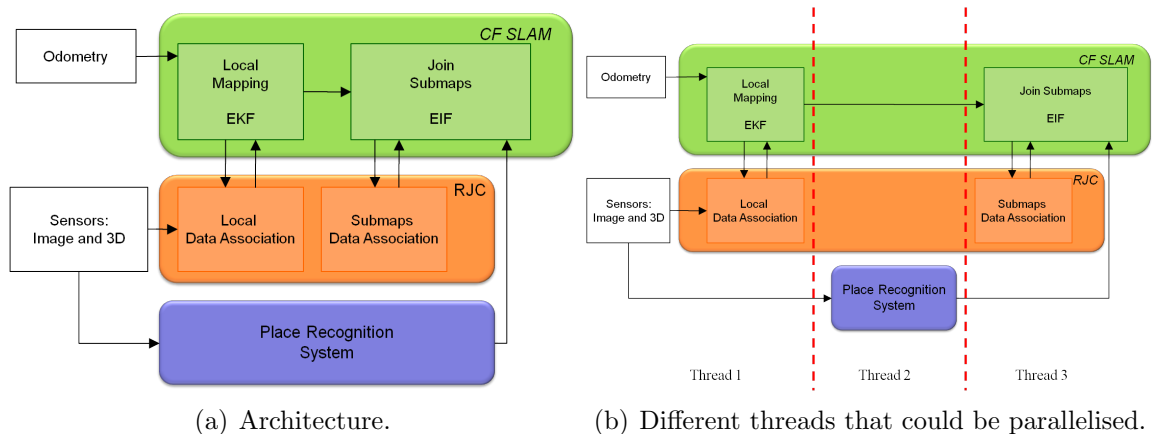 CF SLAM
Odometry
Local
Mapping
EKF
Join
Submaps
EIF
RJC
Sensors:
Image and 3D
Local
Data Association
Submaps
Data Association
Place Recognition
System
(a) Architecture.
CF SLAM
Odometry
Local
Mapping
EKF
Join Submaps
EIF
RJC
Sensors:
Image and 3D
Local
Data Association
Submaps
Data Association
Place Recognition
System
Thread 1
Thread 2
Thread 3
(b) Different threads that could be parallelised.